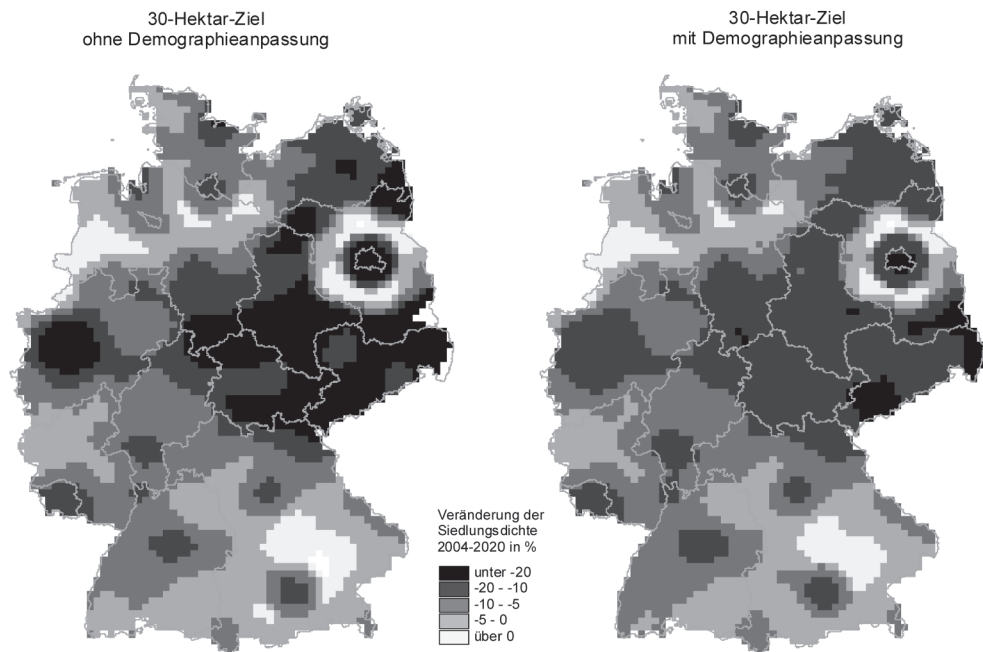 30-Hektar-Ziel
ohne Demographieanpassung
30-Hektar-Ziel
mit Demographieanpassung
Veränderung der
Siedlungsdichte
2004-2020 in %
unter -20
-20 - -10
-10 - -5
-5 - 0
über 0